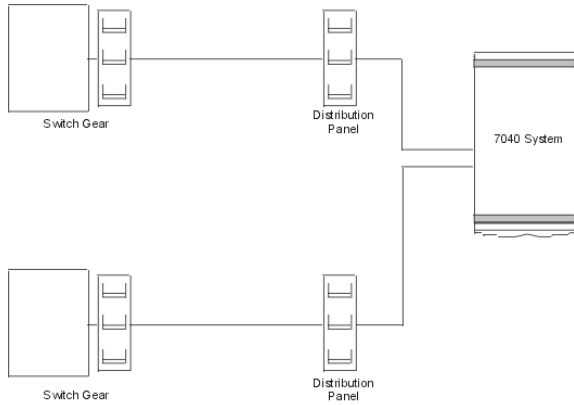 Switch Gear
Distribution
Panel
7040 System
Switch Gear
Distribution
Panel